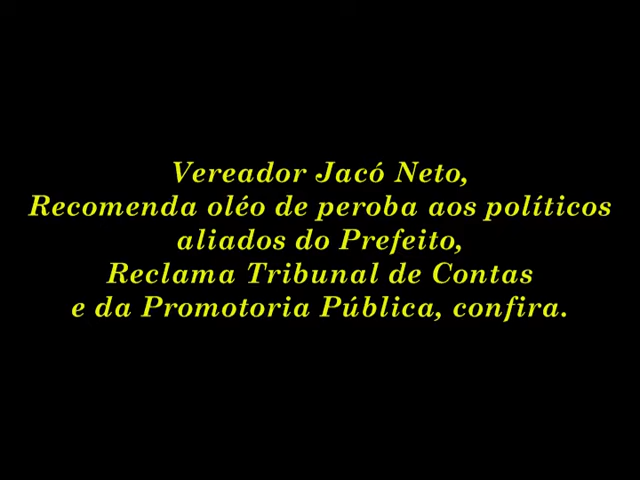 Vereador Jacó Neto,
Recomenda oléo de peroba aos políticos
aliados do Prefeito,
Reclama Tribunal de Contas
e da Promotoria Pública, confira.